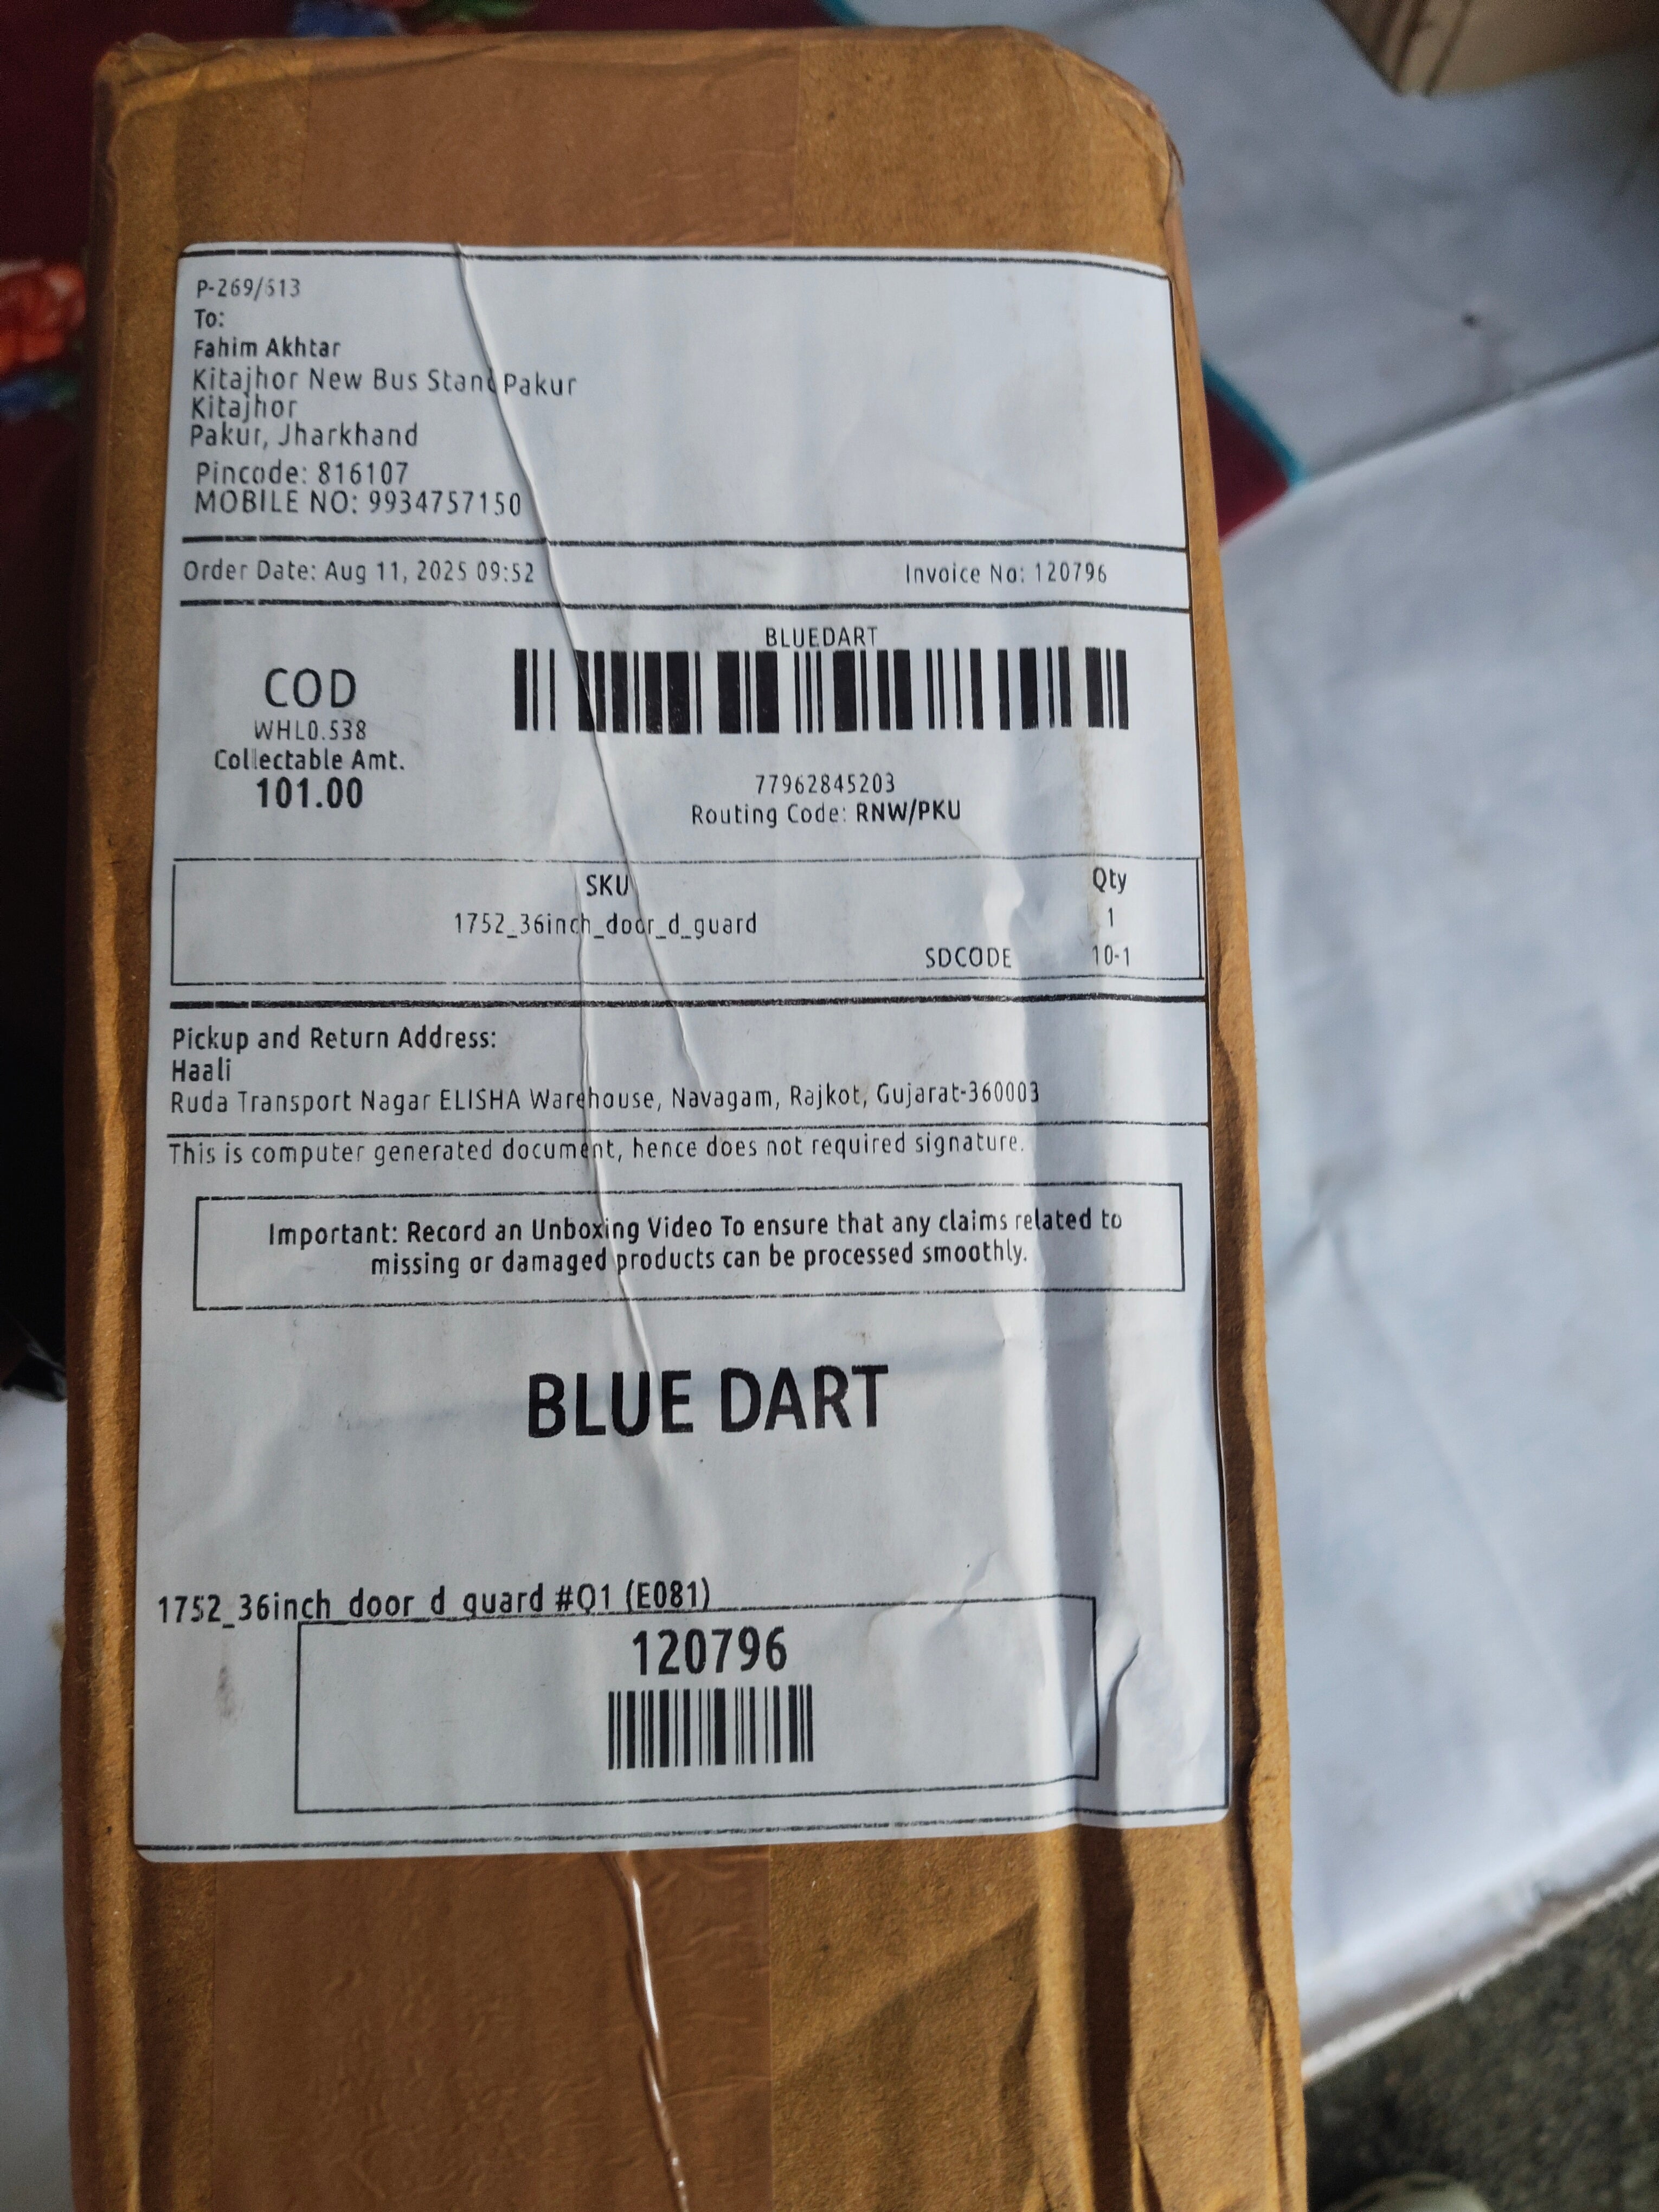 P-269/513
To:
Fahim Akhtar
Kitajhor New Bus Stand Pakur
Kitajhor
Pakur, Jharkhand
Pincode: 816107
MOBILE NO: 9934757150
Order Date: Aug 11, 2025 09:52 Invoice No: 120796
BLUEDART
COD
WHL0.538
Collectable Amt.
101.00
77962845203
Routing Code: RNW/PKU
SKU Qty
1752_36inch_door_d_guard 1
SDCODE 10-1
Pickup and Return Address:
Haali
Ruda Transport Nagar ELISHA Warehouse, Navagam, Rajkot, Gujarat-360003
This is computer generated document, hence does not required signature.
Important: Record an Unboxing Video To ensure that any claims related to
missing or damaged products can be processed smoothly.
BLUE DART
1752_36inch_door_d_guard #Q1 (E081)
120796